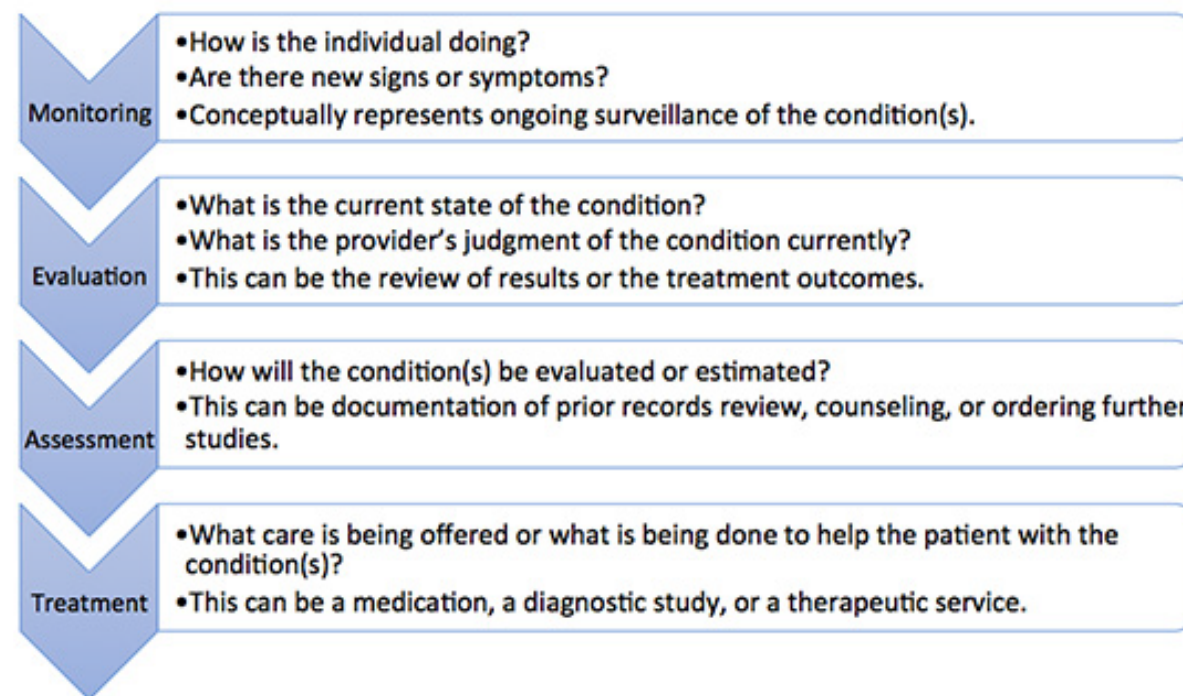 Monitoring
•How is the individual doing?
•Are there new signs or symptoms?
•Conceptually represents ongoing surveillance of the condition(s).
Evaluation
•What is the current state of the condition?
•What is the provider’s judgment of the condition currently?
•This can be the review of results or the treatment outcomes.
Assessment
•How will the condition(s) be evaluated or estimated?
•This can be documentation of prior records review, counseling, or ordering further
studies.
Treatment
•What care is being offered or what is being done to help the patient with the
condition(s)?
•This can be a medication, a diagnostic study, or a therapeutic service.